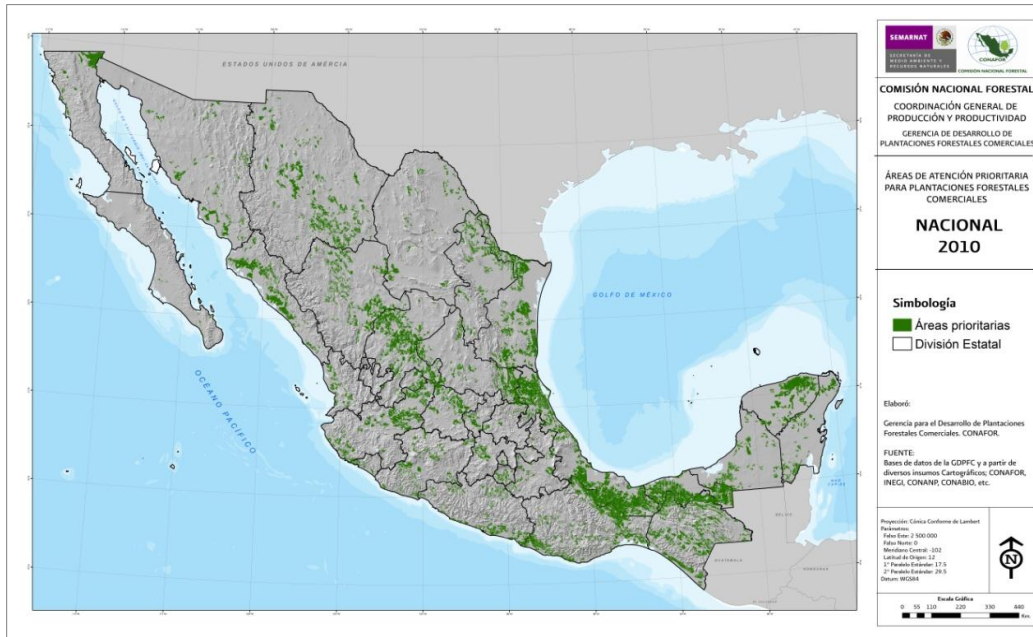 ESTADOS UNIDOS DE AMÉRCIA
GOLFO DE MÉXICO
OCÉANO PACÍFICO
BELICE
GUATEMALA
HONDURAS
SEMARNAT
SECRETARÍA DE
MEDIO AMBIENTE Y
RECURSOS NATURALES
CONAFOR
COMISIÓN NACIONAL FORESTAL
COMISIÓN NACIONAL FORESTAL
COORDINACIÓN GENERAL DE
PRODUCCIÓN Y PRODUCTIVIDAD
GERENCIA DE DESARROLLO DE
PLANTACIONES FORESTALES COMERCIALES
ÁREAS DE ATENCIÓN PRIORITARIA
PARA PLANTACIONES FORESTALES
COMERCIALES
NACIONAL
2010
Simbología
Áreas prioritarias
División Estatal
Elaboró:
Gerencia para el Desarrollo de Plantaciones
Forestales Comerciales. CONAFOR.
FUENTE:
Bases de datos de la GDPFC y a partir de
diversos insumos Cartográficos; CONAFOR,
INEGI, CONANP, CONABIO, etc.
Proyección: Cónica Conforme de Lambert
Parámetros:
Falso Este: 2 500 000
Falso Norte: 0
Meridiano Central: -102
Latitud de Origen: 12
1° Paralelo Estándar: 17.5
2° Paralelo Estándar: 29.5
Datum: WGS84
N
Escala Gráfica
0 55 110 220 330 440
Km.